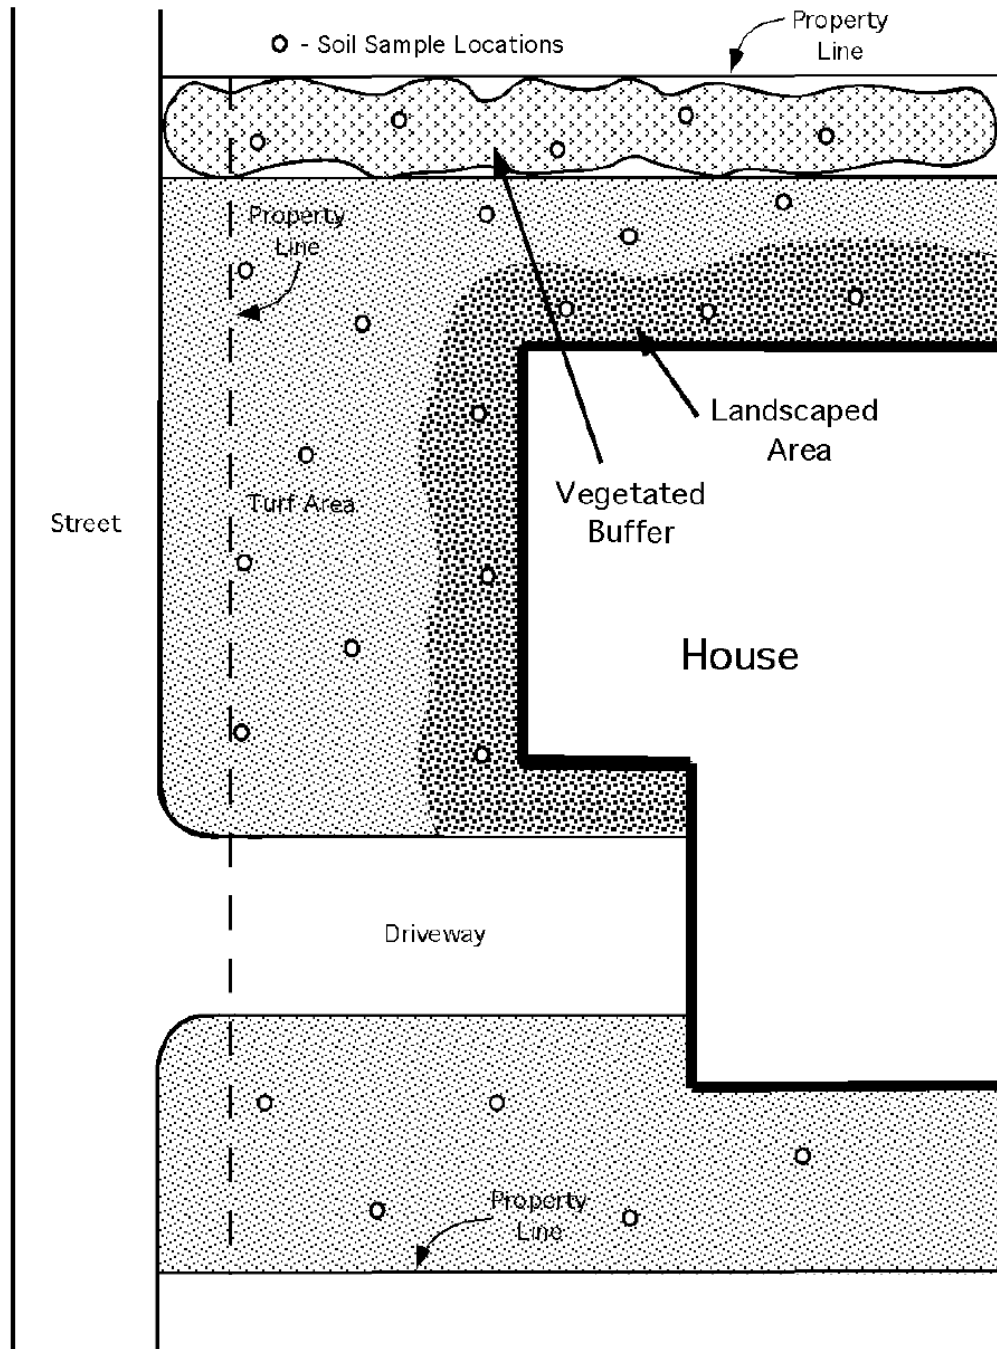 - Soil Sample Locations
Property
Line
Property
Line
Landscaped
Area
Vegetated
Buffer
Turf Area
Street
House
Driveway
Property
Line